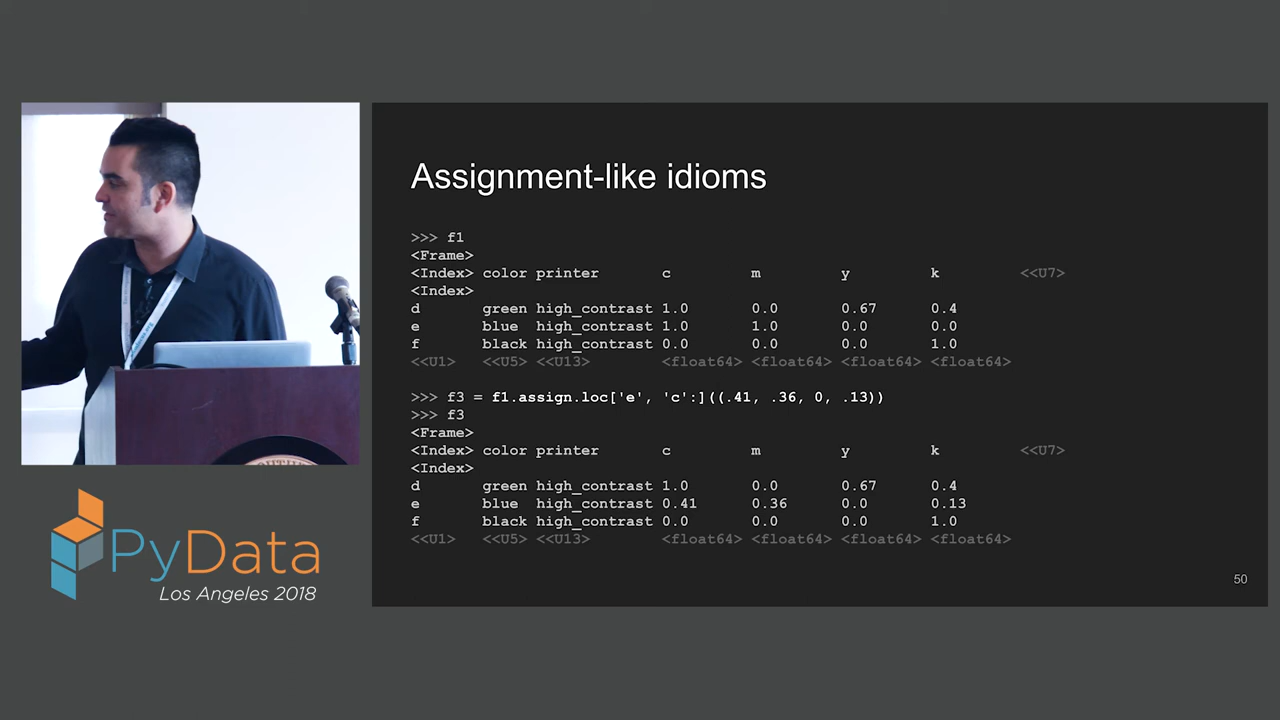 Assignment-like idioms
>>> f1
<Frame>
<Index> color printer c m y k <<U7>
<Index>
d green high_contrast 1.0 0.0 0.67 0.4
e blue high_contrast 1.0 1.0 0.0 0.0
f black high_contrast 0.0 0.0 0.0 1.0
<<U1> <<U5> <<U13> <float64> <float64> <float64> <float64>
>>> f3 = f1.assign.loc['e', 'c':]((.41, .36, 0, .13))
>>> f3
<Frame>
<Index> color printer c m y k <<U7>
<Index>
d green high_contrast 1.0 0.0 0.67 0.4
e blue high_contrast 0.41 0.36 0.0 0.13
f black high_contrast 0.0 0.0 0.0 1.0
<<U1> <<U5> <<U13> <float64> <float64> <float64> <float64>
50
PyData
Los Angeles 2018